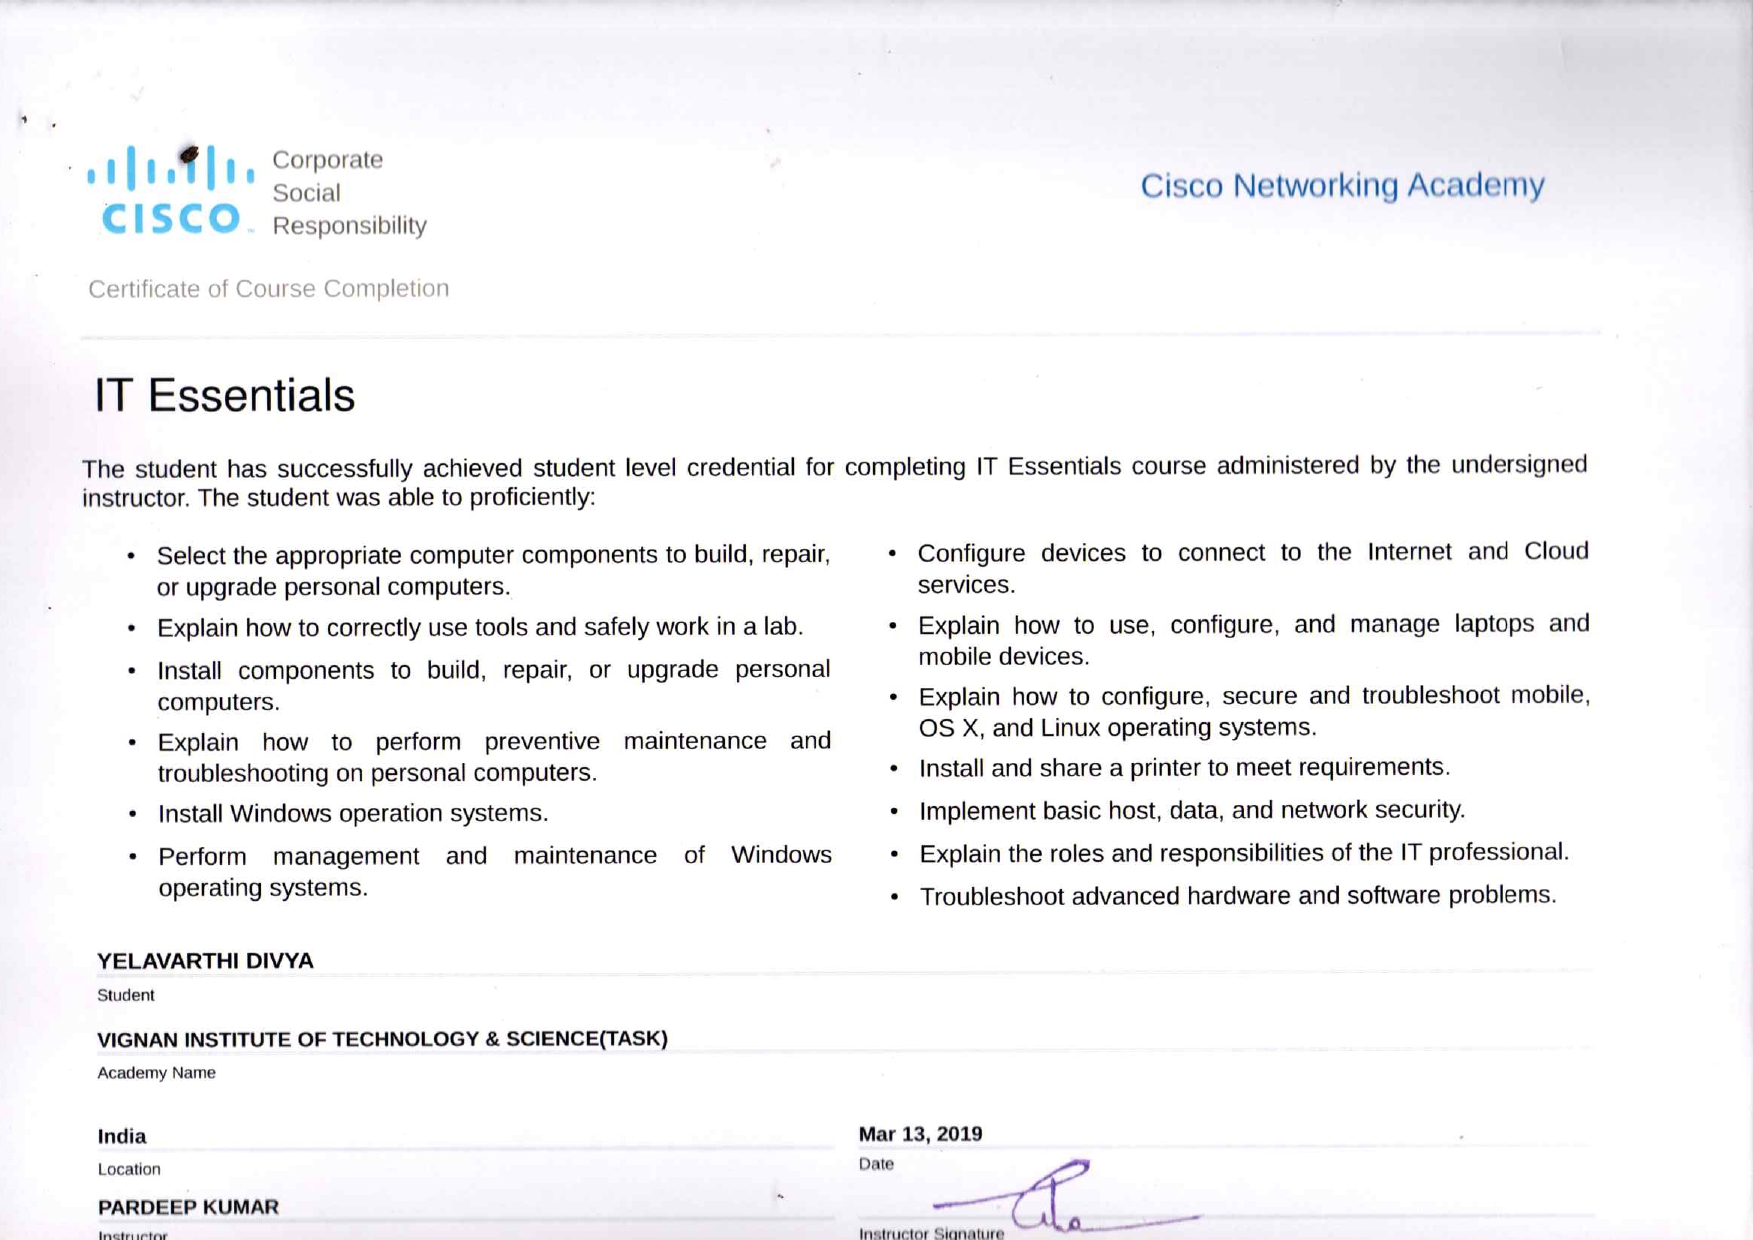 Corporate
Social
Responsibility
CISCO
Cisco Networking Academy
Certificate of Course Completion
IT Essentials
The student has successfully achieved student level credential for completing IT Essentials course administered by the undersigned
instructor. The student was able to proficiently:
• Select the appropriate computer components to build, repair,
or upgrade personal computers.
• Explain how to correctly use tools and safely work in a lab.
• Install components to build, repair, or upgrade personal
computers.
• Explain how to perform preventive maintenance and
troubleshooting on personal computers.
• Install Windows operation systems.
• Perform management and maintenance of Windows
operating systems.
• Configure devices to connect to the Internet and Cloud
services.
• Explain how to use, configure, and manage laptops and
mobile devices.
• Explain how to configure, secure and troubleshoot mobile,
OS X, and Linux operating systems.
• Install and share a printer to meet requirements.
• Implement basic host, data, and network security.
• Explain the roles and responsibilities of the IT professional.
• Troubleshoot advanced hardware and software problems.
YELAVARTHI DIVYA
Student
VIGNAN INSTITUTE OF TECHNOLOGY & SCIENCE(TASK)
Academy Name
India
Location
Mar 13, 2019
Date
PARDEEP KUMAR
Instructor
Instructor Signature